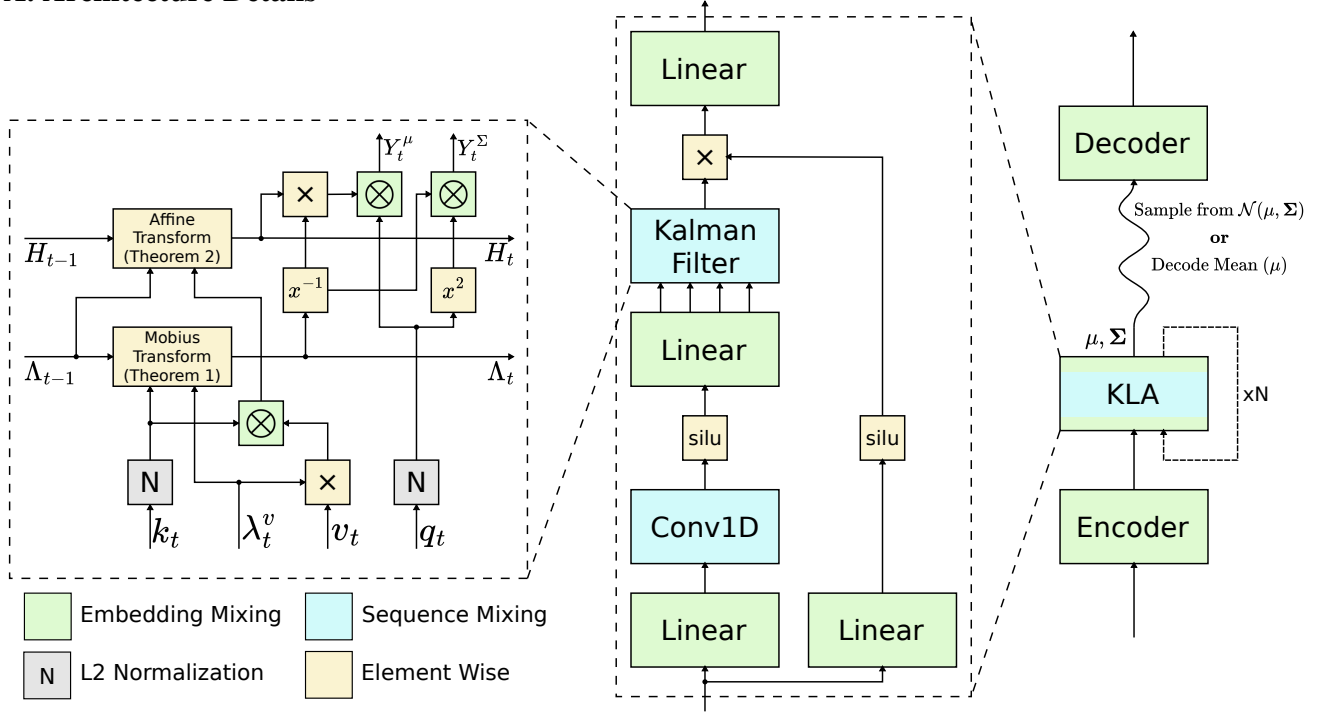 A. Architecture Details
Y_t^μ
Y_t^Σ
×
⊗
⊗
Affine
Transform
(Theorem 2)
H_{t−1}
H_t
x^{−1}
x^2
Mobius
Transform
(Theorem 1)
Λ_{t−1}
Λ_t
⊗
N
×
N
k_t
λ_t^v
v_t
q_t
Embedding Mixing
Sequence Mixing
N
L2 Normalization
Element Wise
Linear
×
Kalman
Filter
Linear
silu
silu
Conv1D
Linear
Linear
Decoder
Sample from 𝒩(μ, Σ)
or
Decode Mean (μ)
μ, Σ
KLA
xN
Encoder